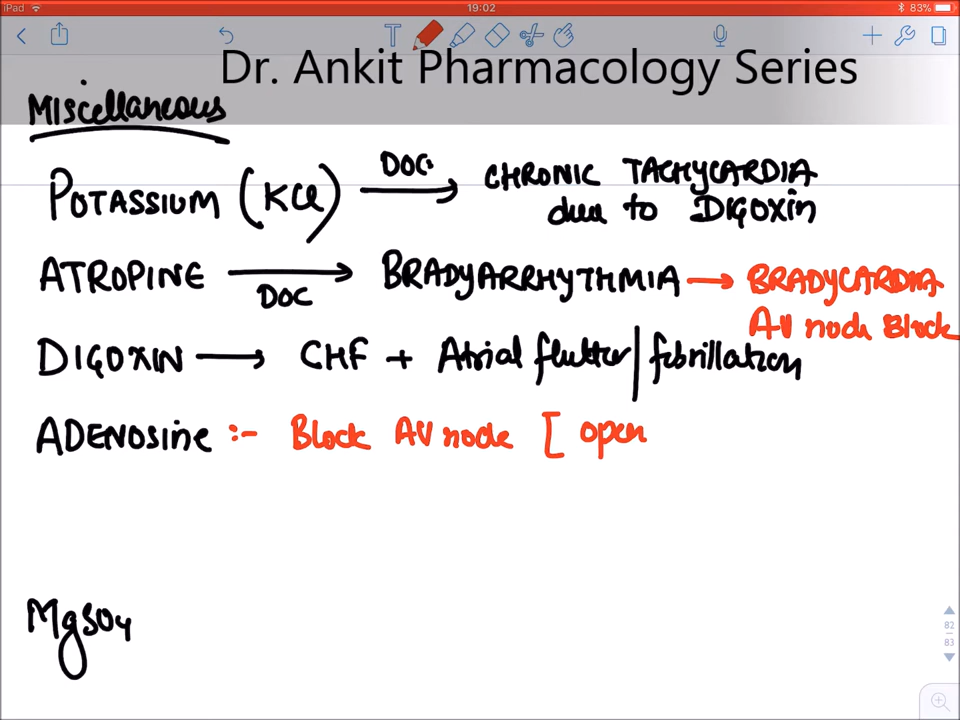 iPad 19:02 83%
T
Dr. Ankit Pharmacology Series
Miscellaneous
POTASSIUM (KCl) DOC CHRONIC TACHYCARDIA
due to DIGOXIN
ATROPINE DOC BRADYARRHYTHMIA BRADYCARDIA
AV node Block
DIGOXIN CHF + Atrial flutter/fibrillation
ADENOSINE :- Block AV node [ open
MgSO4
82
83